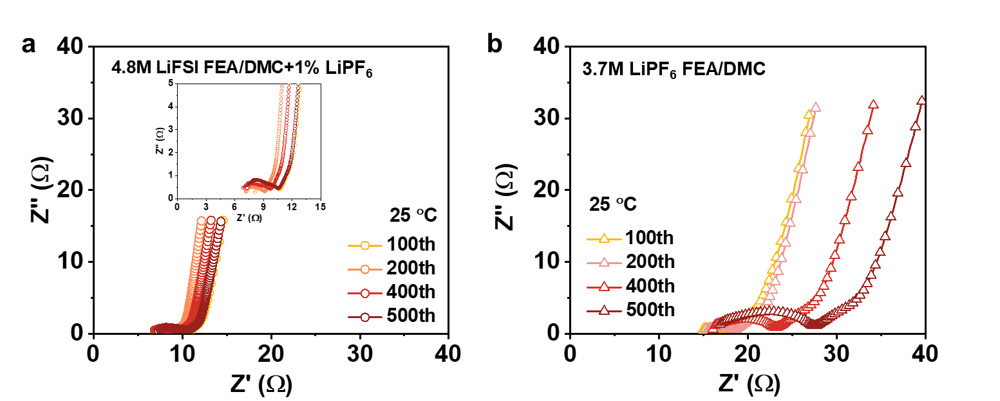 a
4.8M LiFSI FEA/DMC+1% LiPF₆
40
30
20
10
0
Z'' (Ω)
5
4
3
2
1
0
Z'' (Ω)
0 3 6 9 12 15
Z' (Ω)
25 °C
100th
200th
400th
500th
0 10 20 30 40
Z' (Ω)
b
3.7M LiPF₆ FEA/DMC
40
30
20
10
0
Z'' (Ω)
25 °C
100th
200th
400th
500th
0 10 20 30 40
Z' (Ω)